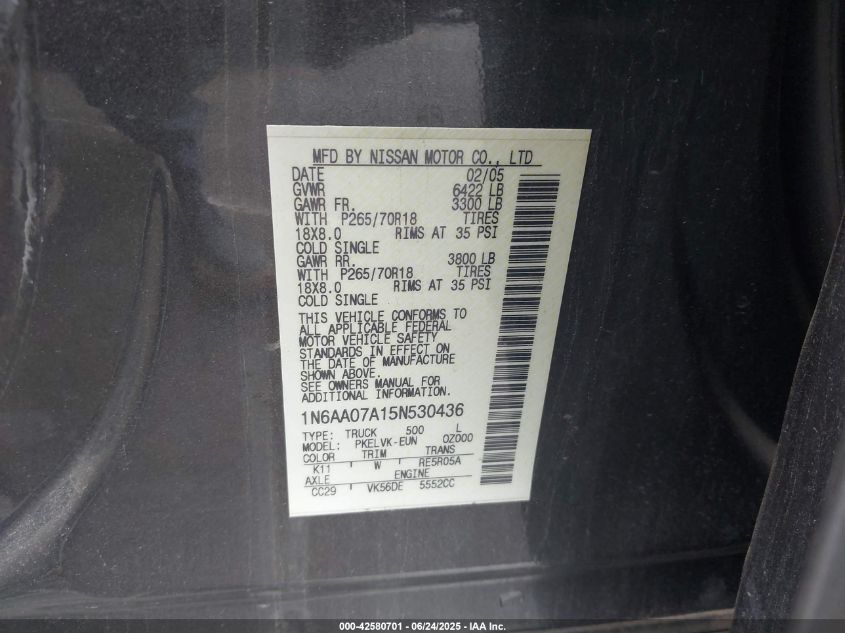 MFD BY NISSAN MOTOR CO., LTD
DATE 02/05
GVWR 6422 LB
GAWR FR. 3300 LB
WITH P265/70R18 TIRES
18X8.0 RIMS AT 35 PSI
COLD SINGLE
GAWR RR. 3800 LB
WITH P265/70R18 TIRES
18X8.0 RIMS AT 35 PSI
COLD SINGLE
THIS VEHICLE CONFORMS TO
ALL APPLICABLE FEDERAL
MOTOR VEHICLE SAFETY
STANDARDS IN EFFECT ON
THE DATE OF MANUFACTURE
SHOWN ABOVE.
SEE OWNERS MANUAL FOR
ADDITIONAL INFORMATION.
1N6AA07A15N530436
TYPE: TRUCK 500 L
MODEL: PKELVK-EUN OZ000
COLOR TRIM TRANS
K11 W RE5R05A
AXLE ENGINE
CC29 VK56DE 5552CC
000-42580701 - 06/24/2025 - IAA Inc.